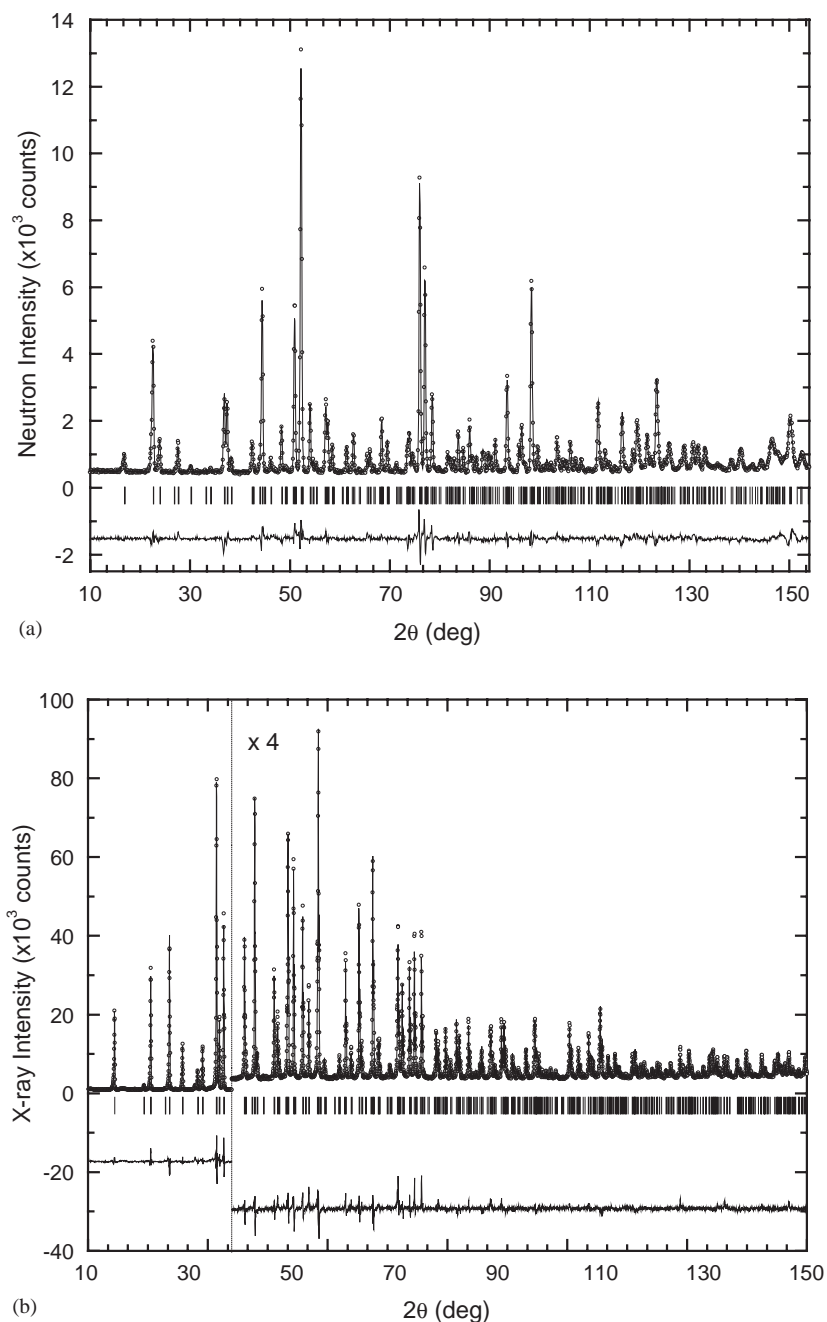 14
12
10
8
6
4
2
0
-2
Neutron Intensity (x10³ counts)
10 30 50 70 90 110 130 150
2θ (deg)
(a)
100
80
60
40
20
0
-20
-40
X-ray Intensity (x10³ counts)
x 4
10 30 50 70 90 110 130 150
2θ (deg)
(b)